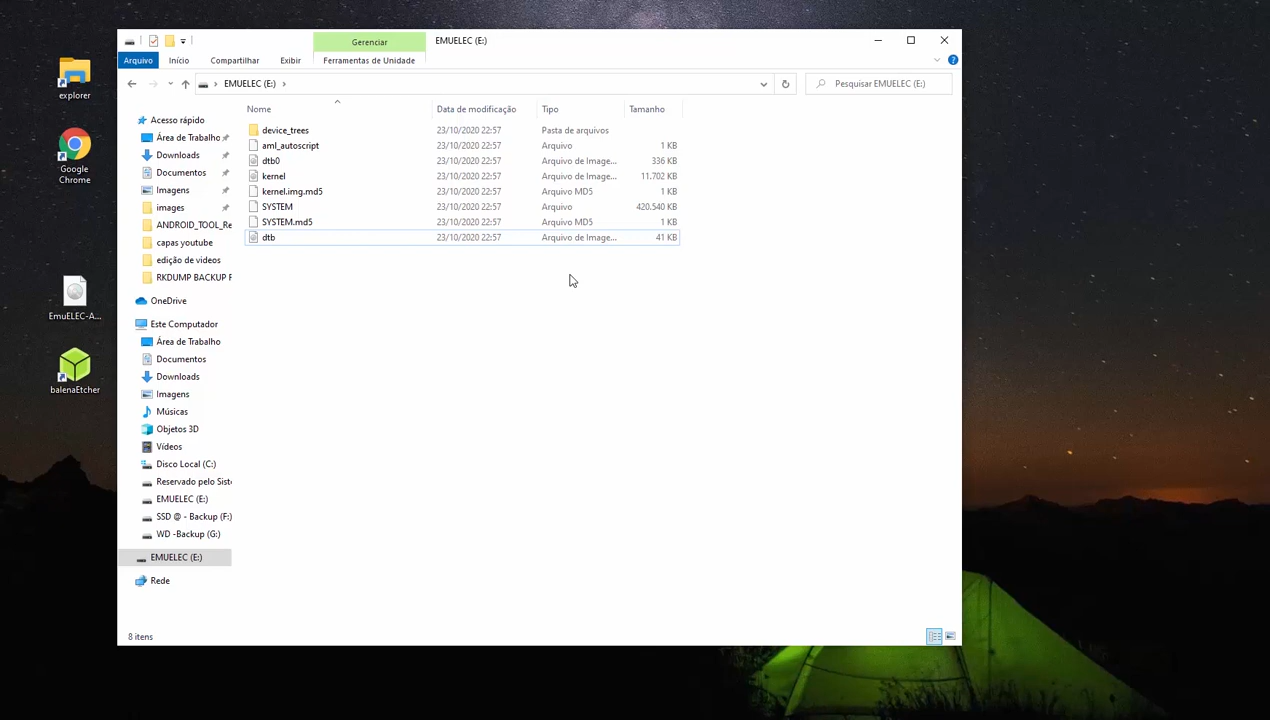 explorer
Google
Chrome
EmuELEC-A...
balenaEtcher
Gerenciar
EMUELEC (E:)
Arquivo
Início
Compartilhar
Exibir
Ferramentas de Unidade
EMUELEC (E:)
Pesquisar EMUELEC (E:)
Nome
Data de modificação
Tipo
Tamanho
Acesso rápido
Área de Trabalho
Downloads
Documentos
Imagens
images
ANDROID_TOOL_Re
capas youtube
edição de videos
RKDUMP BACKUP F
OneDrive
Este Computador
Área de Trabalho
Documentos
Downloads
Imagens
Músicas
Objetos 3D
Vídeos
Disco Local (C:)
Reservado pelo Siste
EMUELEC (E:)
SSD @ - Backup (F:)
WD -Backup (G:)
EMUELEC (E:)
Rede
device_trees 23/10/2020 22:57 Pasta de arquivos
aml_autoscript 23/10/2020 22:57 Arquivo 1 KB
dtb0 23/10/2020 22:57 Arquivo de Image... 336 KB
kernel 23/10/2020 22:57 Arquivo de Image... 11.702 KB
kernel.img.md5 23/10/2020 22:57 Arquivo MD5 1 KB
SYSTEM 23/10/2020 22:57 Arquivo 420.540 KB
SYSTEM.md5 23/10/2020 22:57 Arquivo MD5 1 KB
dtb 23/10/2020 22:57 Arquivo de Image... 41 KB
8 itens